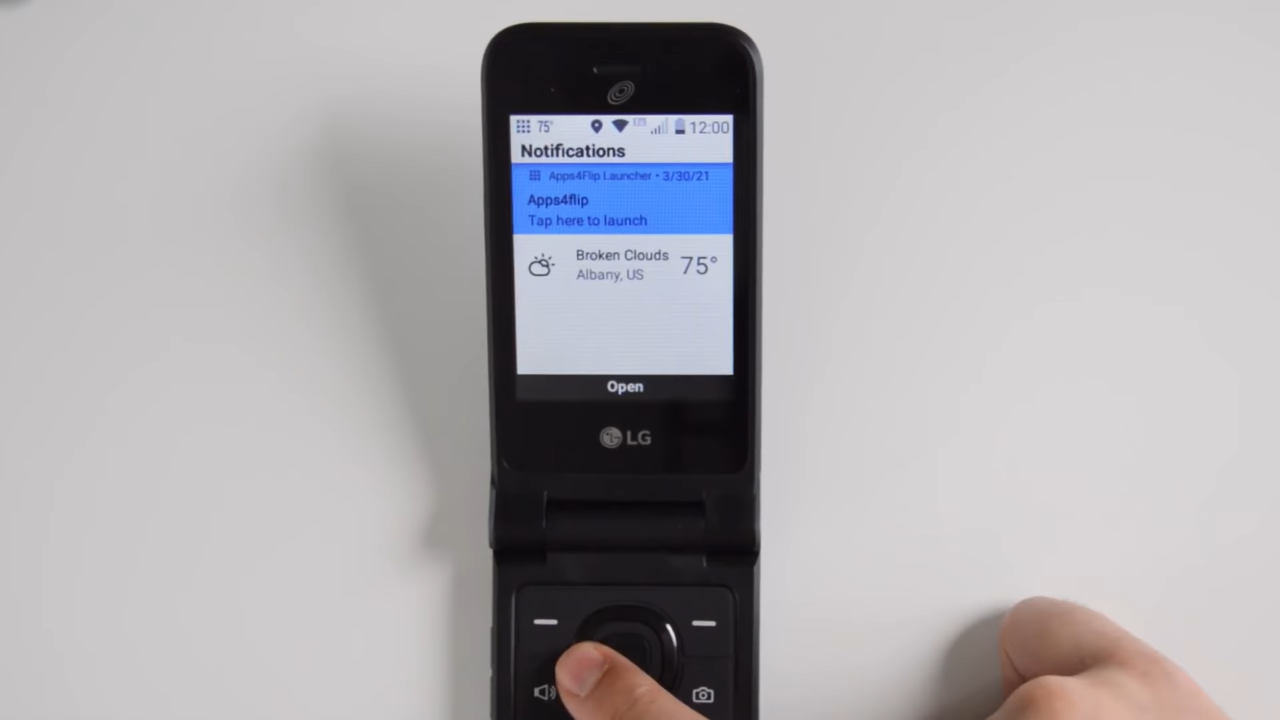 75° 12:00
Notifications
Apps4Flip Launcher • 3/30/21
Apps4flip
Tap here to launch
Broken Clouds 75°
Albany, US
Open
LG